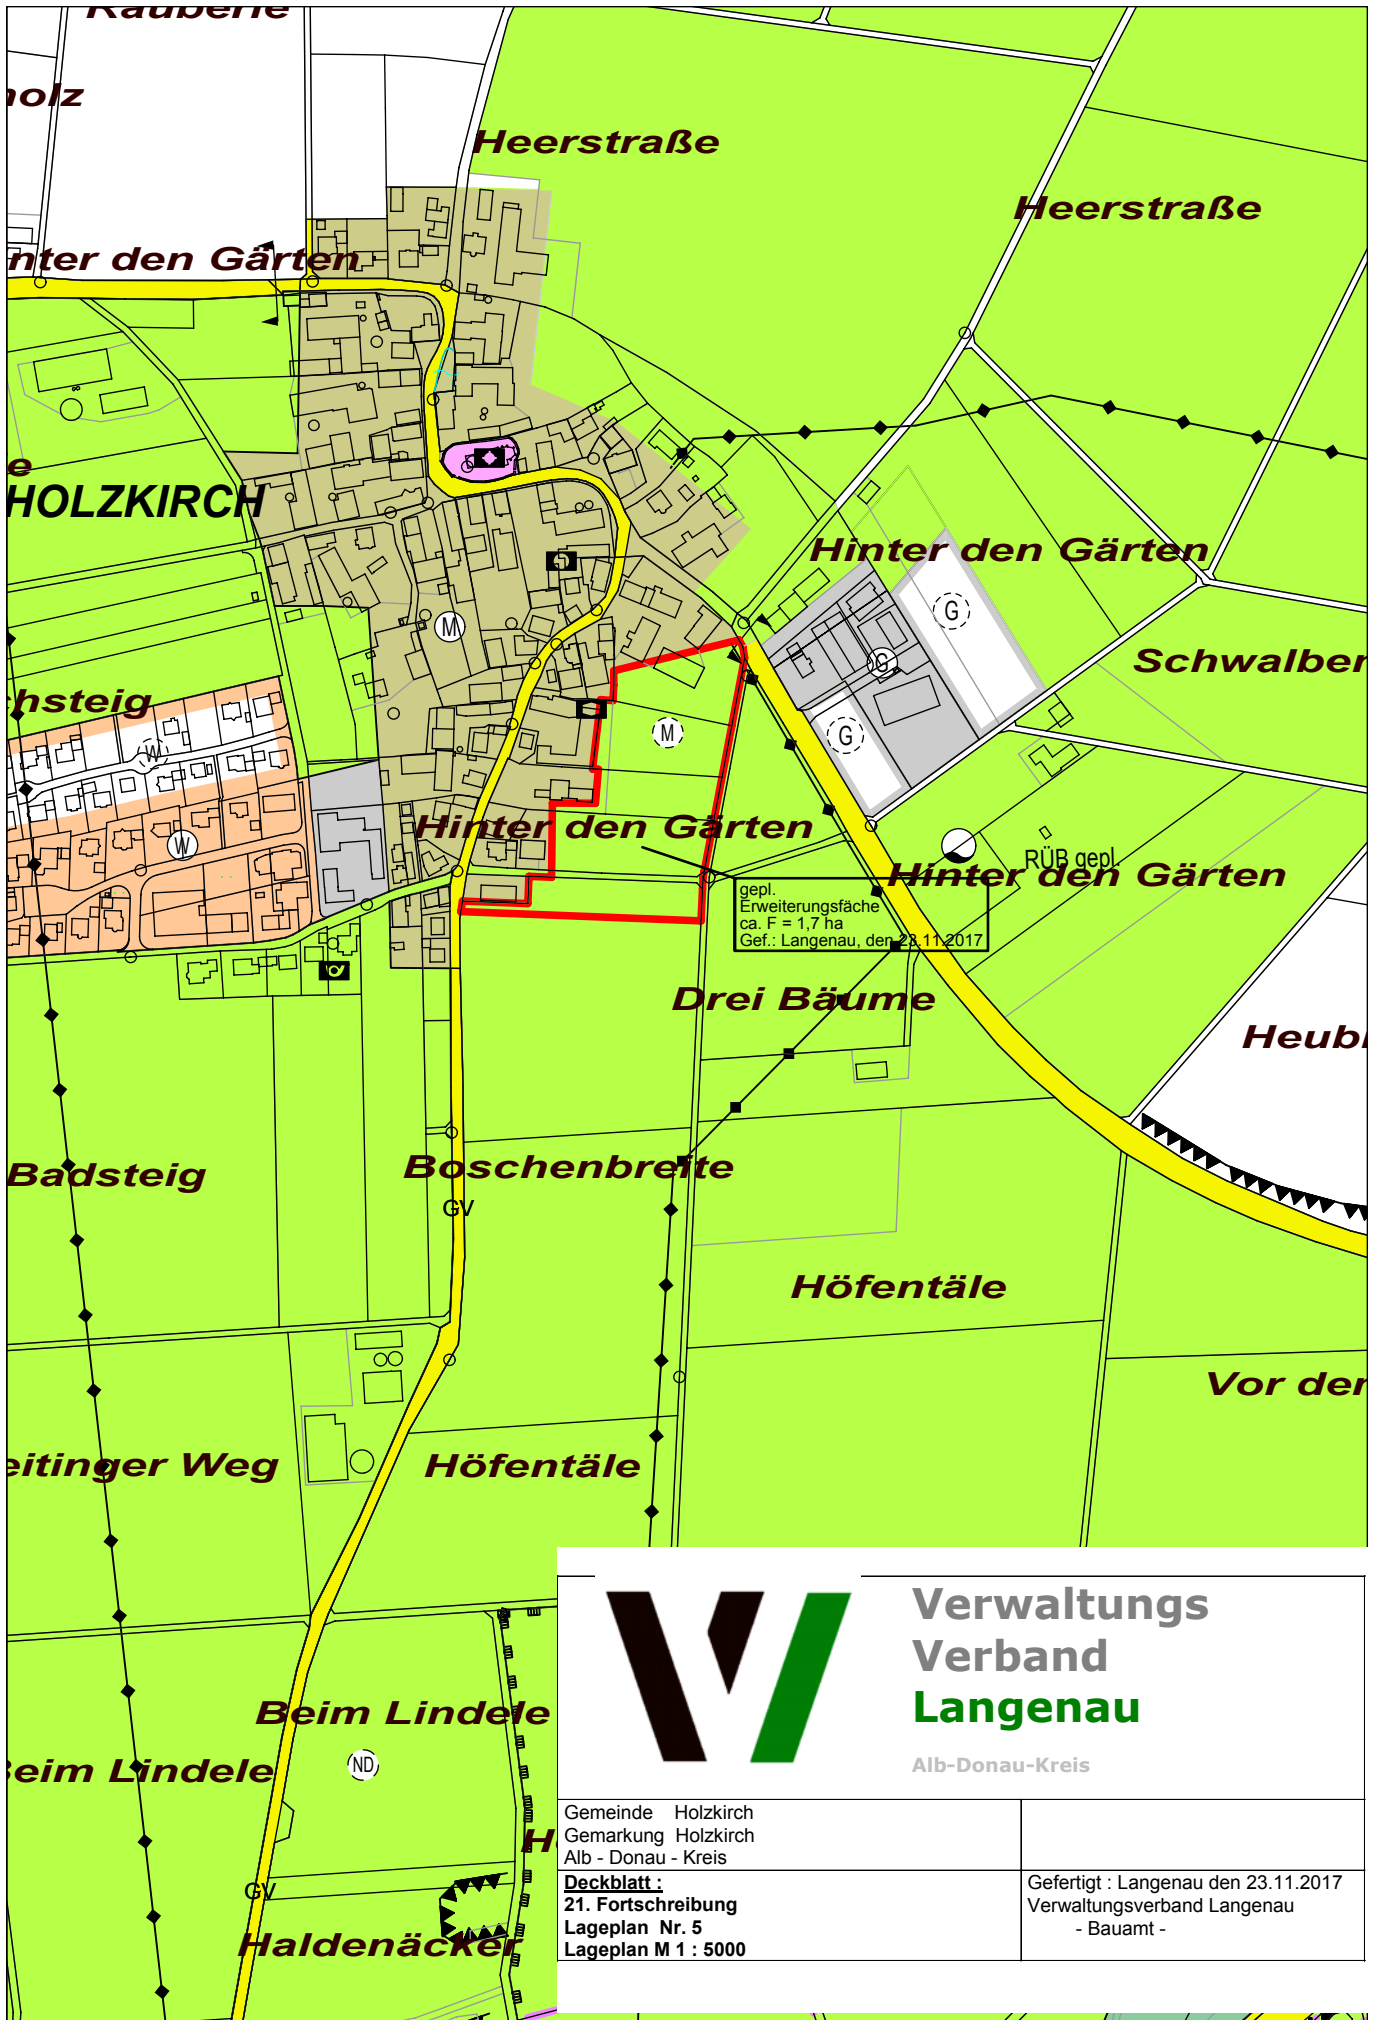 Räuberle
holz
Heerstraße
Heerstraße
nter den Gärten
e
HOLZKIRCH
Hinter den Gärten
G
M
G
Schwalben
hsteig
M
W
G
W
Hinter den Gärten
RÜB gepl.
Hinter den Gärten
gepl.
Erweiterungsfäche
ca. F = 1,7 ha
Gef.: Langenau, den 23.11.2017
Drei Bäume
Heubl
Badsteig
Boschenbreite
GV
Höfentäle
Vor der
eitinger Weg
Höfentäle
Verwaltungs
Verband
Langenau
Alb-Donau-Kreis
Beim Lindele
Beim Lindele
ND
H
GV
Haldenäcker
Gemeinde Holzkirch
Gemarkung Holzkirch
Alb - Donau - Kreis
Deckblatt :
21. Fortschreibung
Lageplan Nr. 5
Lageplan M 1 : 5000
Gefertigt : Langenau den 23.11.2017
Verwaltungsverband Langenau
- Bauamt -